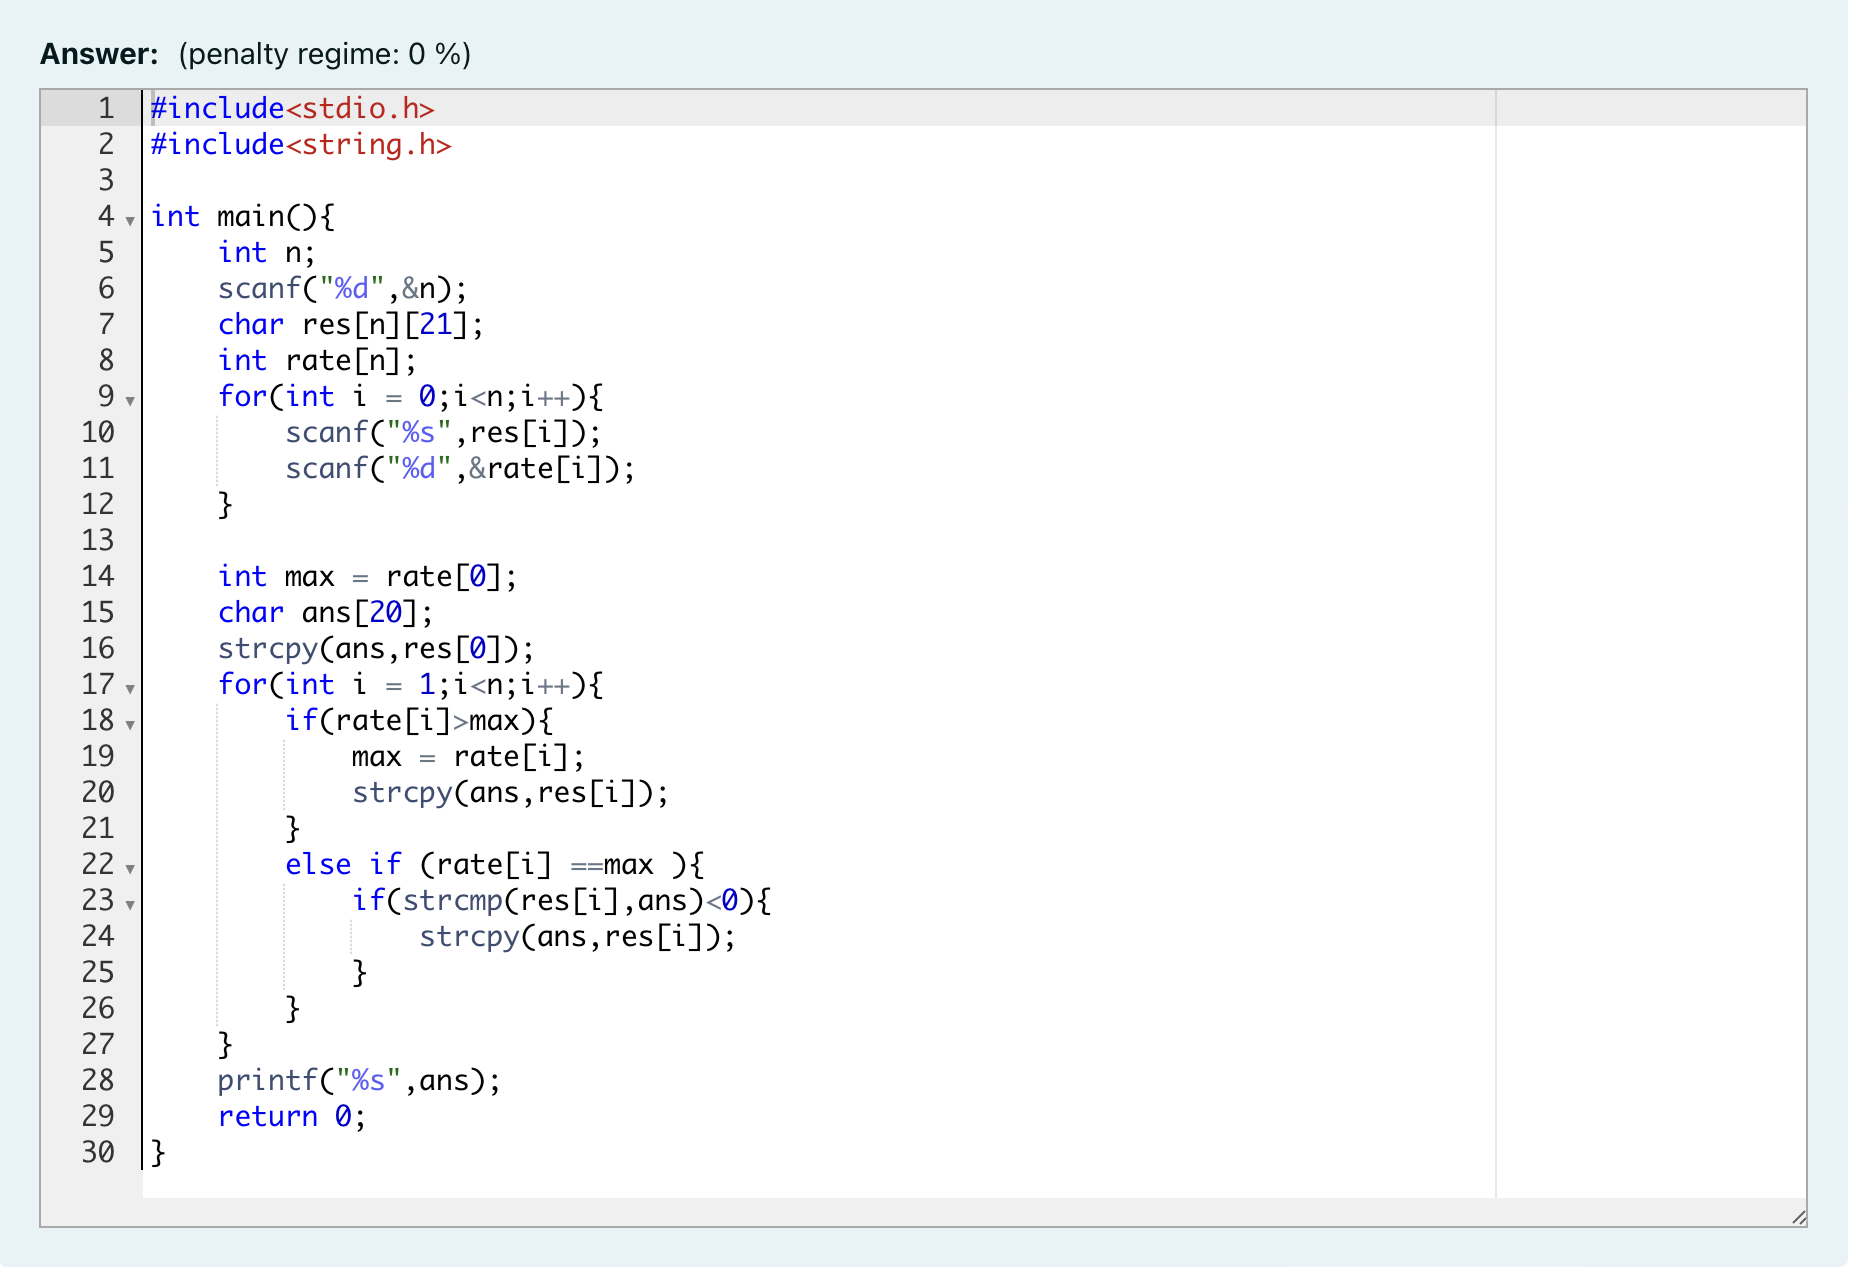 Answer: (penalty regime: 0 %)
1 #include<stdio.h>
2 #include<string.h>
3
4 int main(){
5     int n;
6     scanf("%d",&n);
7     char res[n][21];
8     int rate[n];
9     for(int i = 0;i<n;i++){
10         scanf("%s",res[i]);
11         scanf("%d",&rate[i]);
12     }
13
14     int max = rate[0];
15     char ans[20];
16     strcpy(ans,res[0]);
17     for(int i = 1;i<n;i++){
18         if(rate[i]>max){
19             max = rate[i];
20             strcpy(ans,res[i]);
21         }
22         else if (rate[i] ==max ){
23             if(strcmp(res[i],ans)<0){
24                 strcpy(ans,res[i]);
25             }
26         }
27     }
28     printf("%s",ans);
29     return 0;
30 }